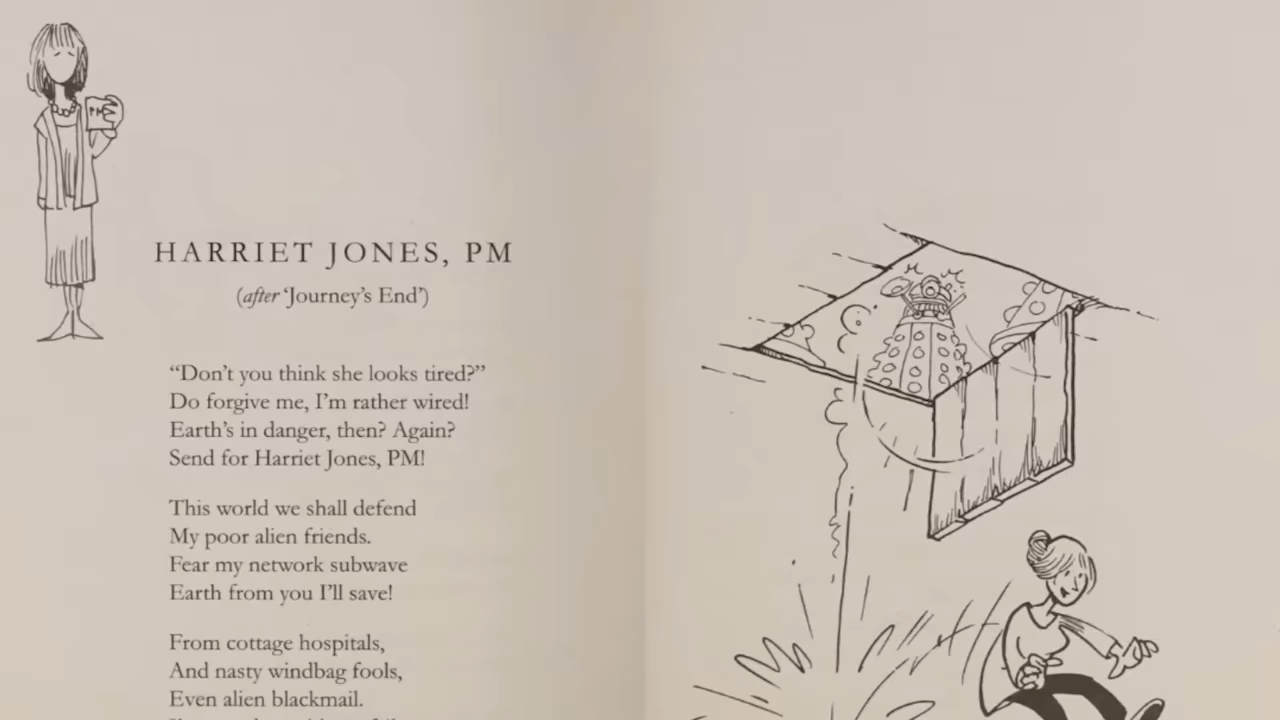 HARRIET JONES, PM
(after ‘Journey’s End’)
“Don’t you think she looks tired?”
Do forgive me, I’m rather wired!
Earth’s in danger, then? Again?
Send for Harriet Jones, PM!
This world we shall defend
My poor alien friends.
Fear my network subwave
Earth from you I’ll save!
From cottage hospitals,
And nasty windbag fools,
Even alien blackmail.